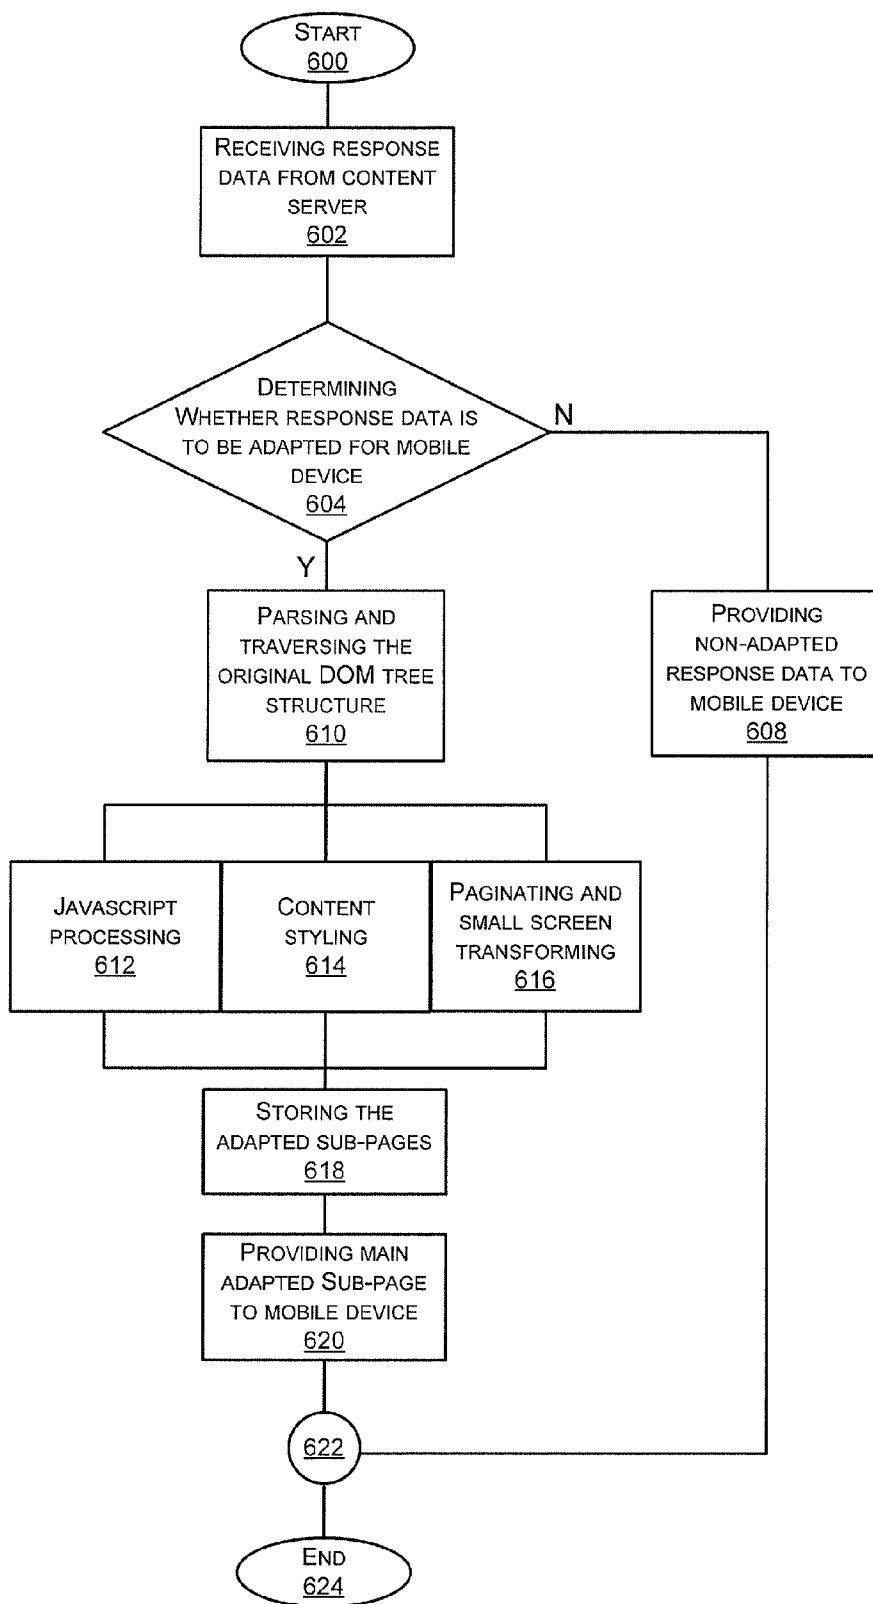 START
600
RECEIVING RESPONSE
DATA FROM CONTENT
SERVER
602
DETERMINING
WHETHER RESPONSE DATA IS
TO BE ADAPTED FOR MOBILE
DEVICE
604
N
Y
PARSING AND
TRAVERSING THE
ORIGINAL DOM TREE
STRUCTURE
610
PROVIDING
NON-ADAPTED
RESPONSE DATA TO
MOBILE DEVICE
608
JAVASCRIPT
PROCESSING
612
CONTENT
STYLING
614
PAGINATING AND
SMALL SCREEN
TRANSFORMING
616
STORING THE
ADAPTED SUB-PAGES
618
PROVIDING MAIN
ADAPTED SUB-PAGE
TO MOBILE DEVICE
620
622
END
624